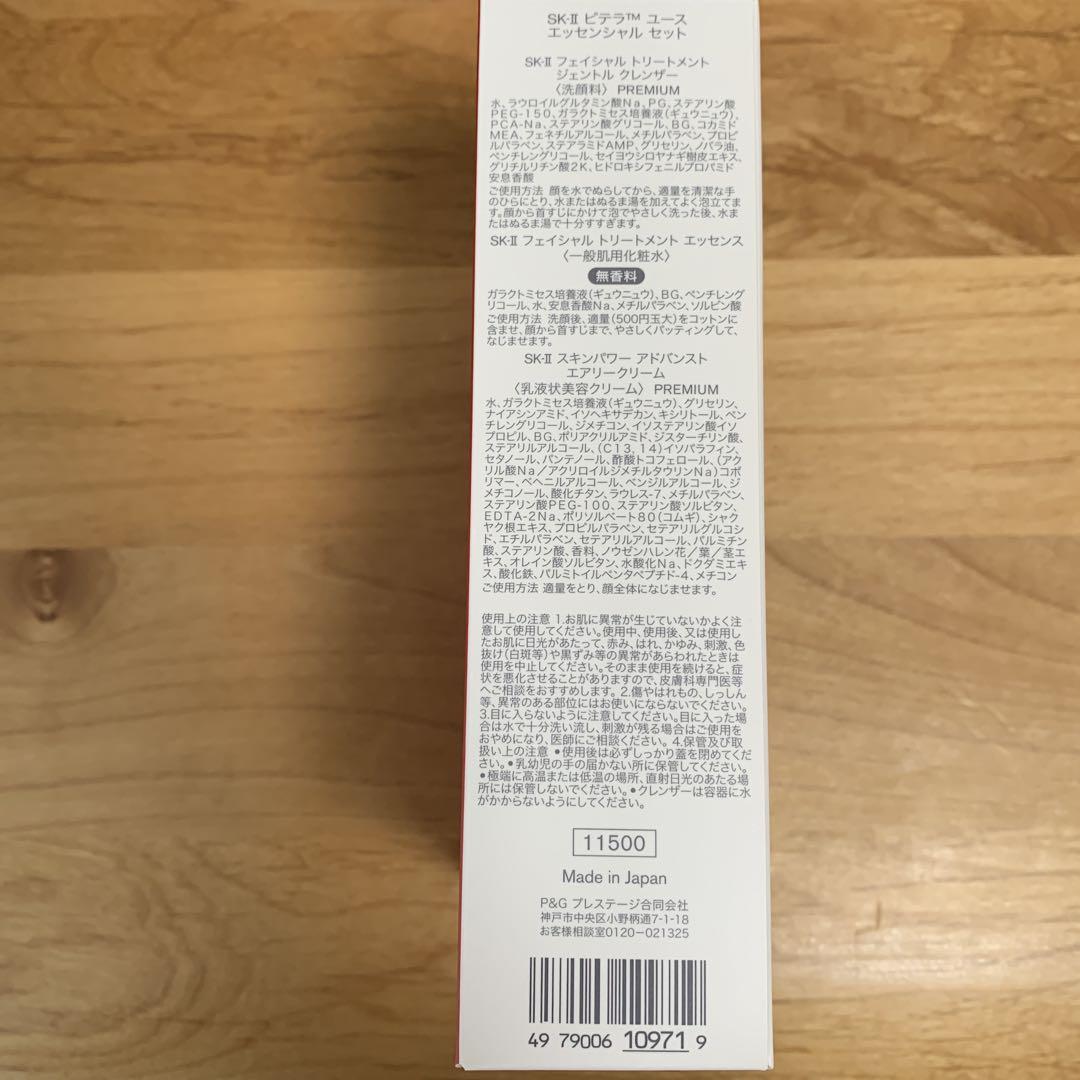 SK-II ピテラ™ ユース
エッセンシャル セット
SK-II フェイシャル トリートメント
ジェントル クレンザー
〈洗顔料〉 PREMIUM
水、ラウロイルグルタミン酸Na、PG、ステアリン酸
PEG-150、ガラクトミセス培養液(ギュウニュウ)、
PCA-Na、ステアリン酸グリコール、BG、コカミド
MEA、フェネチルアルコール、メチルパラベン、プロピ
ルパラベン、ステアラミドAMP、グリセリン、ノバラ油、
ペンチレングリコール、セイヨウシロヤナギ樹皮エキス、
グリチルリチン酸2K、ヒドロキシフェニルプロパミド
安息香酸
ご使用方法 顔を水でぬらしてから、適量を清潔な手
のひらにとり、水またはぬるま湯を加えてよく泡立てま
す。顔から首すじにかけて泡でやさしく洗った後、水ま
たはぬるま湯で十分すすぎます。
SK-II フェイシャル トリートメント エッセンス
〈一般肌用化粧水〉
無香料
ガラクトミセス培養液(ギュウニュウ)、BG、ペンチレング
リコール、水、安息香酸Na、メチルパラベン、ソルビン酸
ご使用方法 洗顔後、適量(500円玉大)をコットンに
含ませ、顔から首すじまで、やさしくパッティングして、
なじませます。
SK-II スキンパワー アドバンスト
エアリークリーム
〈乳液状美容クリーム〉 PREMIUM
水、ガラクトミセス培養液(ギュウニュウ)、グリセリン、
ナイアシンアミド、イソヘキサデカン、キシリトール、ペン
チレングリコール、ジメチコン、イソステアリン酸イソ
プロピル、BG、ポリアクリルアミド、ジスターチリン酸、
ステアリルアルコール、(C13, 14)イソパラフィン、
セタノール、パンテノール、酢酸トコフェロール、(アク
リル酸Na/アクリロイルジメチルタウリンNa)コポ
リマー、ベヘニルアルコール、ベンジルアルコール、ジ
メチコノール、酸化チタン、ラウレス-7、メチルパラベン、
ステアリン酸PEG-100、ステアリン酸ソルビタン、
EDTA-2Na、ポリソルベート80(コムギ)、シャク
ヤク根エキス、プロピルパラベン、セテアリルグルコシ
ド、エチルパラベン、セテアリルアルコール、パルミチン
酸、ステアリン酸、香料、ノウゼンハレン花/葉/茎エ
キス、オレイン酸ソルビタン、水酸化Na、ドクダミエキ
ス、酸化鉄、パルミトイルペンタペプチド-4、メチコン
ご使用方法 適量をとり、顔全体になじませます。
使用上の注意 1.お肌に異常が生じていないかよく注
意して使用してください。使用中、使用後、又は使用し
たお肌に日光があたって、赤み、はれ、かゆみ、刺激、色
抜け(白斑等)や黒ずみ等の異常があらわれたときは
使用を中止してください。そのまま使用を続けると、症
状を悪化させることがありますので、皮膚科専門医等
へご相談をおすすめします。 2.傷やはれもの、しっしん
等、異常のある部位にはお使いにならないでください。
3.目に入らないように注意してください。目に入った場
合は水で十分洗い流し、刺激が残る場合はご使用を
おやめになり、医師にご相談ください。 4.保管及び取
扱い上の注意 ●使用後は必ずしっかり蓋を閉めてくだ
さい。●乳幼児の手の届かない所に保管してください。
●極端に高温または低温の場所、直射日光のあたる場
所には保管しないでください。●クレンザーは容器に水
がかからないようにしてください。
11500
Made in Japan
P&G プレステージ合同会社
神戸市中央区小野柄通7-1-18
お客様相談室0120-021325
49 79006 10971 9